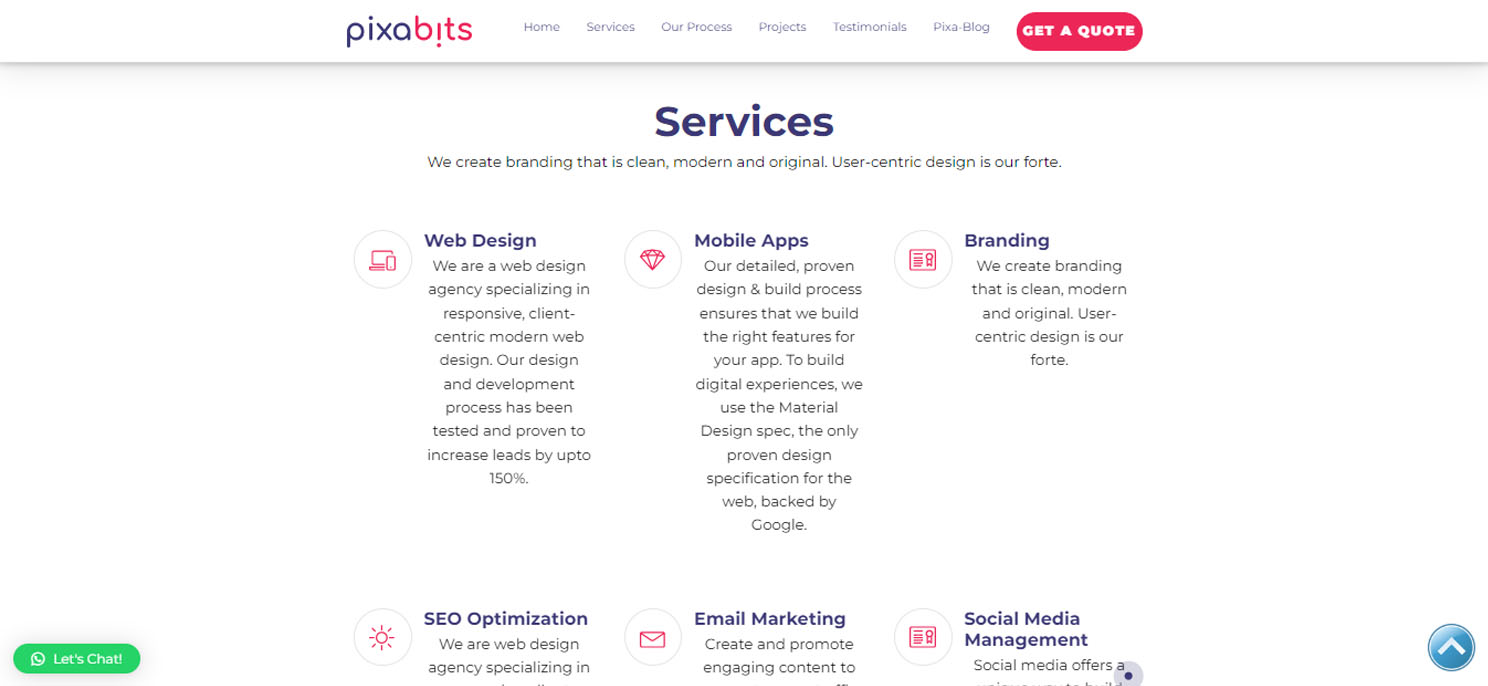 pixabits
Home Services Our Process Projects Testimonials Pixa-Blog GET A QUOTE
Services
We create branding that is clean, modern and original. User-centric design is our forte.
Web Design
We are a web design
agency specializing in
responsive, client-
centric modern web
design. Our design
and development
process has been
tested and proven to
increase leads by upto
150%.
Mobile Apps
Our detailed, proven
design & build process
ensures that we build
the right features for
your app. To build
digital experiences, we
use the Material
Design spec, the only
proven design
specification for the
web, backed by
Google.
Branding
We create branding
that is clean, modern
and original. User-
centric design is our
forte.
SEO Optimization
We are web design
agency specializing in
Email Marketing
Create and promote
engaging content to
Social Media
Management
Social media offers a
Let's Chat!